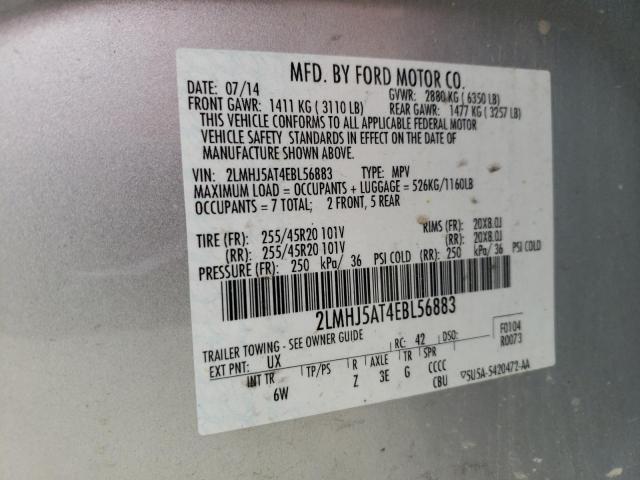 MFD. BY FORD MOTOR CO.
DATE: 07/14 GVWR: 2880 KG ( 6350 LB)
FRONT GAWR: 1411 KG ( 3110 LB) REAR GAWR: 1477 KG ( 3257 LB)
THIS VEHICLE CONFORMS TO ALL APPLICABLE FEDERAL MOTOR
VEHICLE SAFETY STANDARDS IN EFFECT ON THE DATE OF
MANUFACTURE SHOWN ABOVE.
VIN: 2LMHJ5AT4EBL56883 TYPE: MPV
MAXIMUM LOAD = OCCUPANTS + LUGGAGE = 526KG/1160LB
OCCUPANTS = 7 TOTAL; 2 FRONT, 5 REAR
TIRE (FR): 255/45R20 101V RIMS (FR): 20X8.0J
(RR): 255/45R20 101V (RR): 20X8.0J
PRESSURE (FR): 250 kPa/ 36 PSI COLD (RR): 250 kPa/ 36 PSI COLD
2LMHJ5AT4EBL56883
TRAILER TOWING - SEE OWNER GUIDE RC: 42 DSO: F0104
EXT PNT: UX R0073
INT TR TP/PS R AXLE TR SPR
6W Z 3E G CCCC
CBU 5U5A-5420472-AA